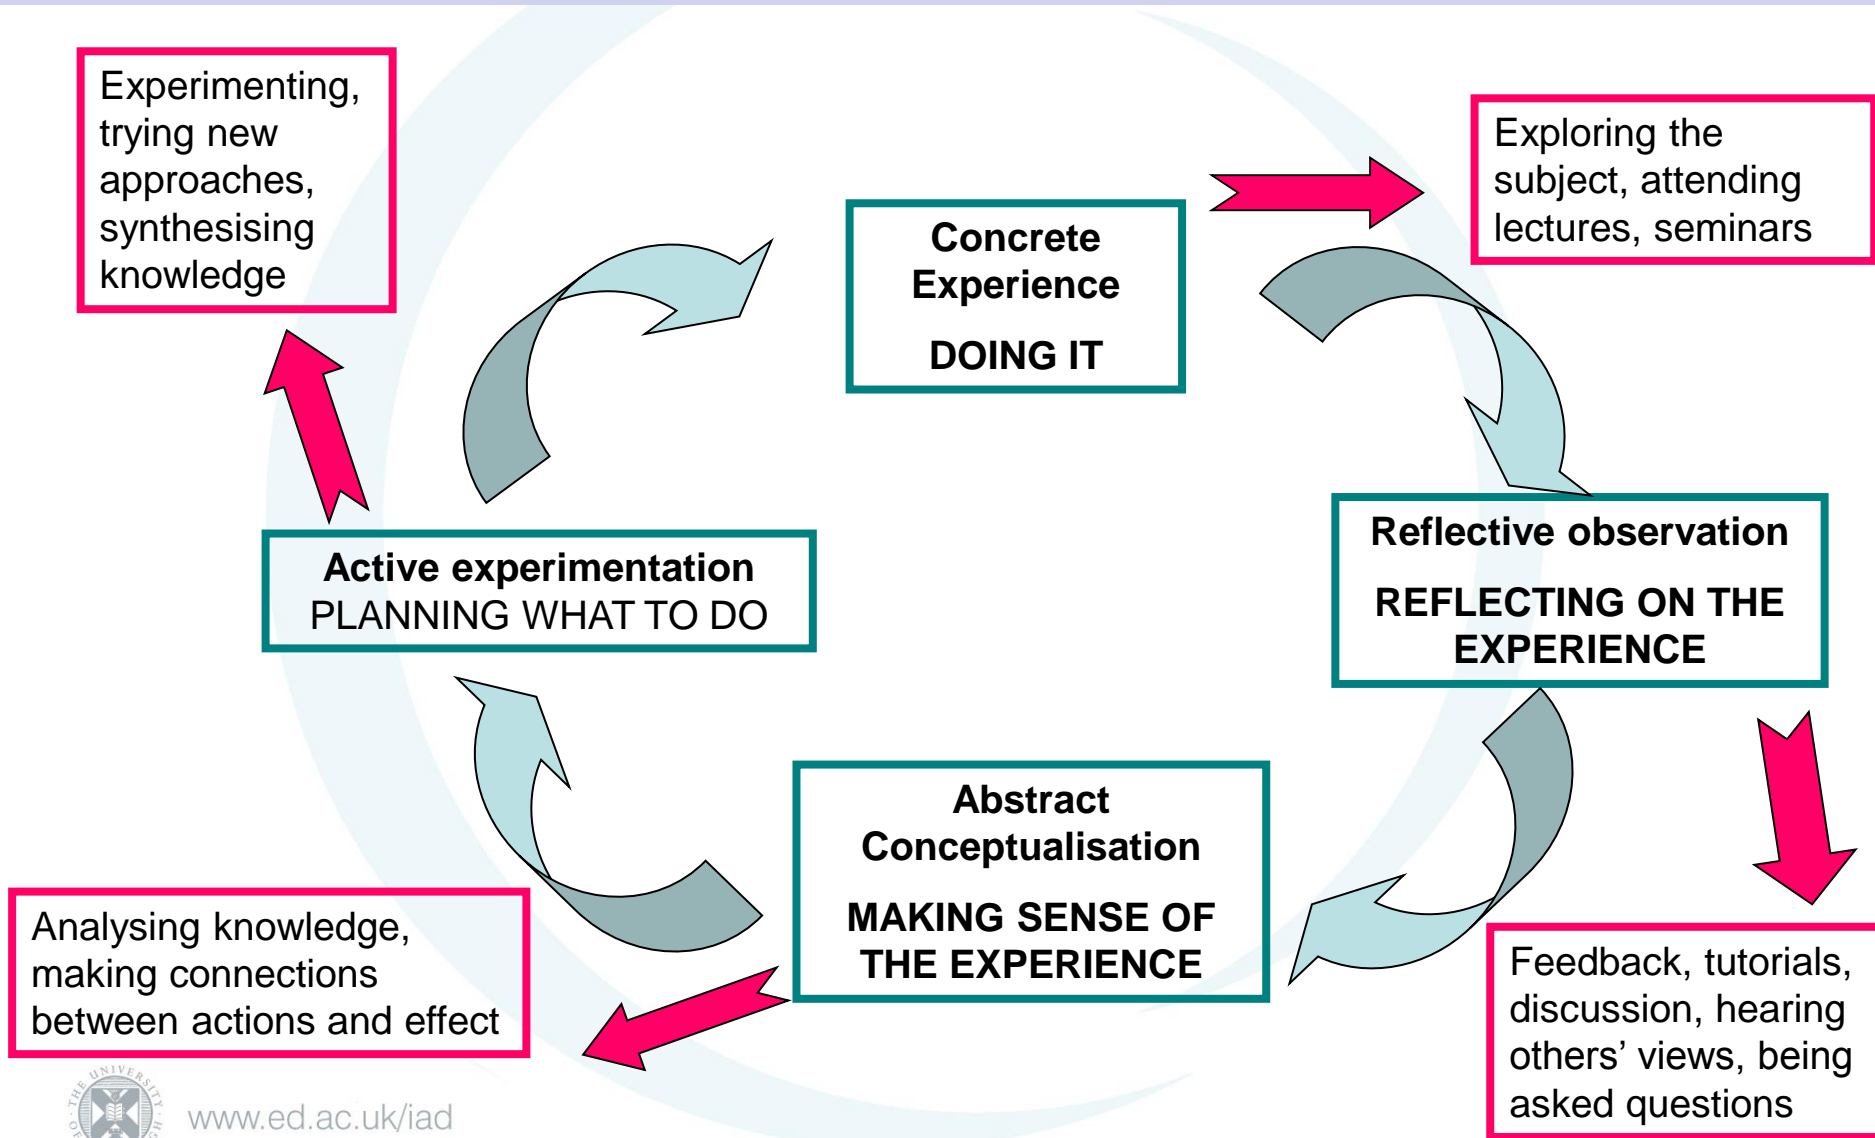 Experimenting,
trying new
approaches,
synthesising
knowledge
Concrete
Experience
DOING IT
Exploring the
subject, attending
lectures, seminars
Active experimentation
PLANNING WHAT TO DO
Reflective observation
REFLECTING ON THE
EXPERIENCE
Abstract
Conceptualisation
MAKING SENSE OF
THE EXPERIENCE
Analysing knowledge,
making connections
between actions and effect
Feedback, tutorials,
discussion, hearing
others’ views, being
asked questions
THE UNIVERSITY
www.ed.ac.uk/iad